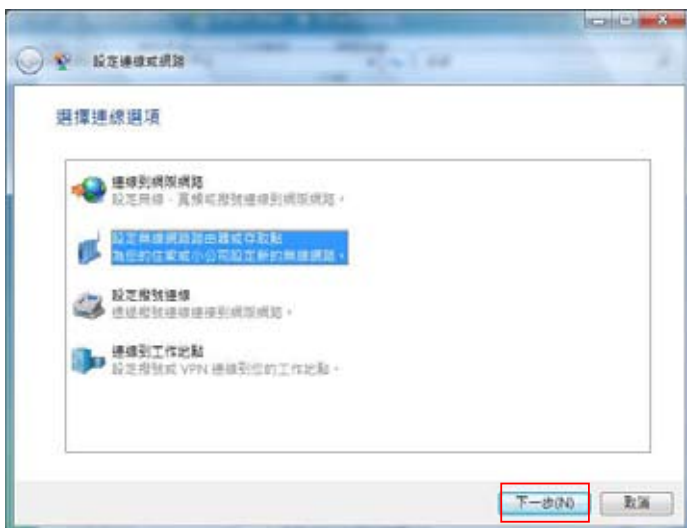 設定連線或網路
選擇連線選項
連線到網際網路
設定無線、寬頻或撥號連線到網際網路。
設定無線網路路由器或存取點
為您的住家或小公司設定新的無線網路。
設定撥號連線
透過撥號連線連接到網際網路。
連線到工作地點
設定撥號或 VPN 連線到您的工作地點。
下一步(N)
取消